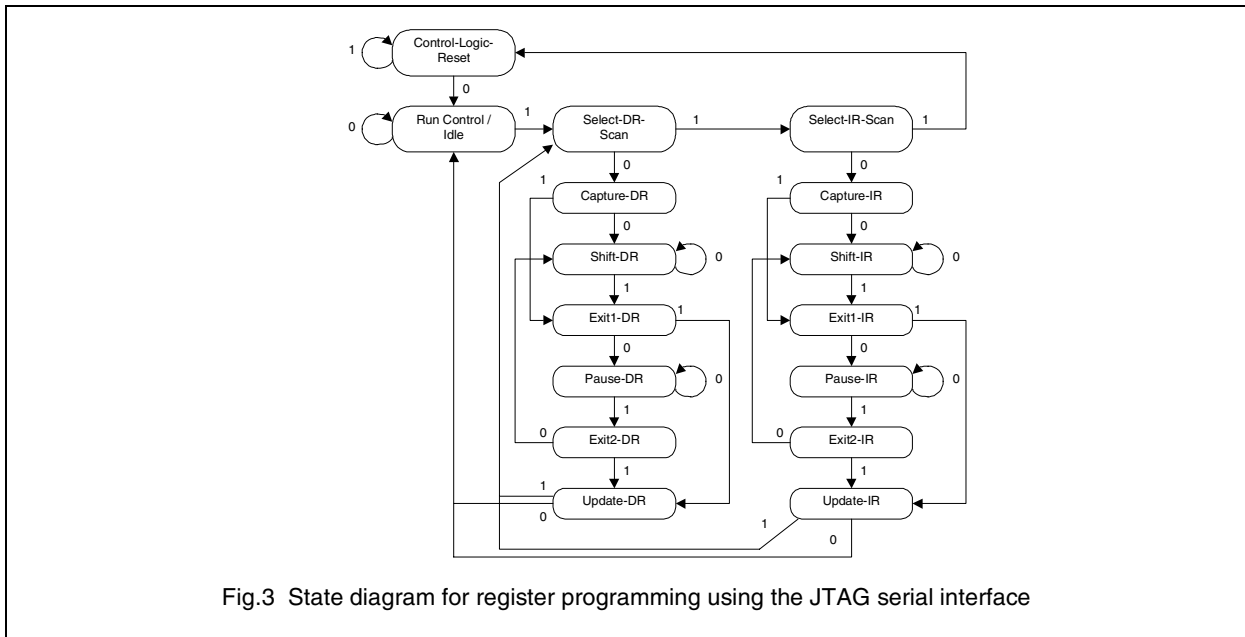 Control-Logic-
Reset
1
0
Run Control /
Idle
0
1
Select-DR-
Scan
1
Select-IR-Scan
1
0
0
1
Capture-DR
1
Capture-IR
0
0
Shift-DR
0
Shift-IR
0
1
1
Exit1-DR
1
Exit1-IR
1
0
0
Pause-DR
0
Pause-IR
0
1
1
0
Exit2-DR
0
Exit2-IR
1
1
1
Update-DR
0
Update-IR
1
0
Fig.3 State diagram for register programming using the JTAG serial interface